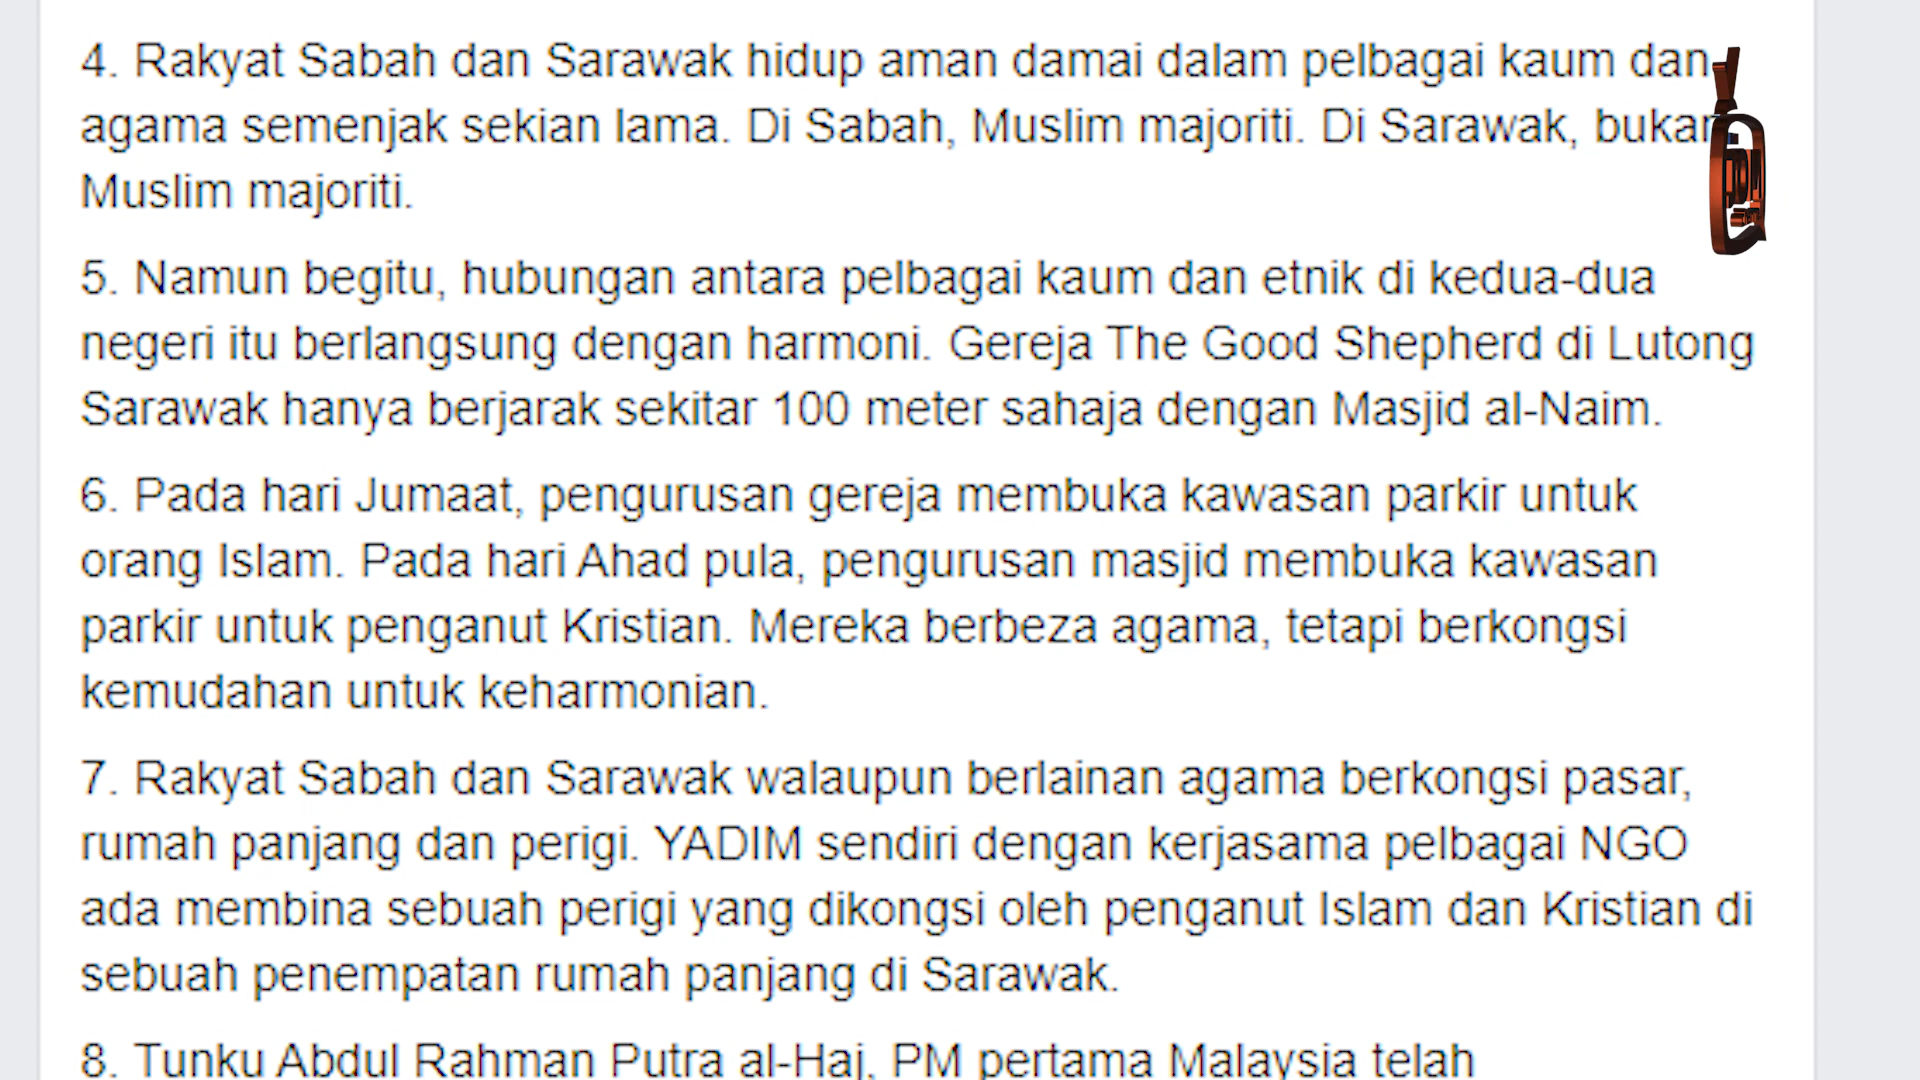 4. Rakyat Sabah dan Sarawak hidup aman damai dalam pelbagai kaum dan
agama semenjak sekian lama. Di Sabah, Muslim majoriti. Di Sarawak, bukan
Muslim majoriti.
5. Namun begitu, hubungan antara pelbagai kaum dan etnik di kedua-dua
negeri itu berlangsung dengan harmoni. Gereja The Good Shepherd di Lutong
Sarawak hanya berjarak sekitar 100 meter sahaja dengan Masjid al-Naim.
6. Pada hari Jumaat, pengurusan gereja membuka kawasan parkir untuk
orang Islam. Pada hari Ahad pula, pengurusan masjid membuka kawasan
parkir untuk penganut Kristian. Mereka berbeza agama, tetapi berkongsi
kemudahan untuk keharmonian.
7. Rakyat Sabah dan Sarawak walaupun berlainan agama berkongsi pasar,
rumah panjang dan perigi. YADIM sendiri dengan kerjasama pelbagai NGO
ada membina sebuah perigi yang dikongsi oleh penganut Islam dan Kristian di
sebuah penempatan rumah panjang di Sarawak.
8. Tunku Abdul Rahman Putra al-Haj, PM pertama Malaysia telah